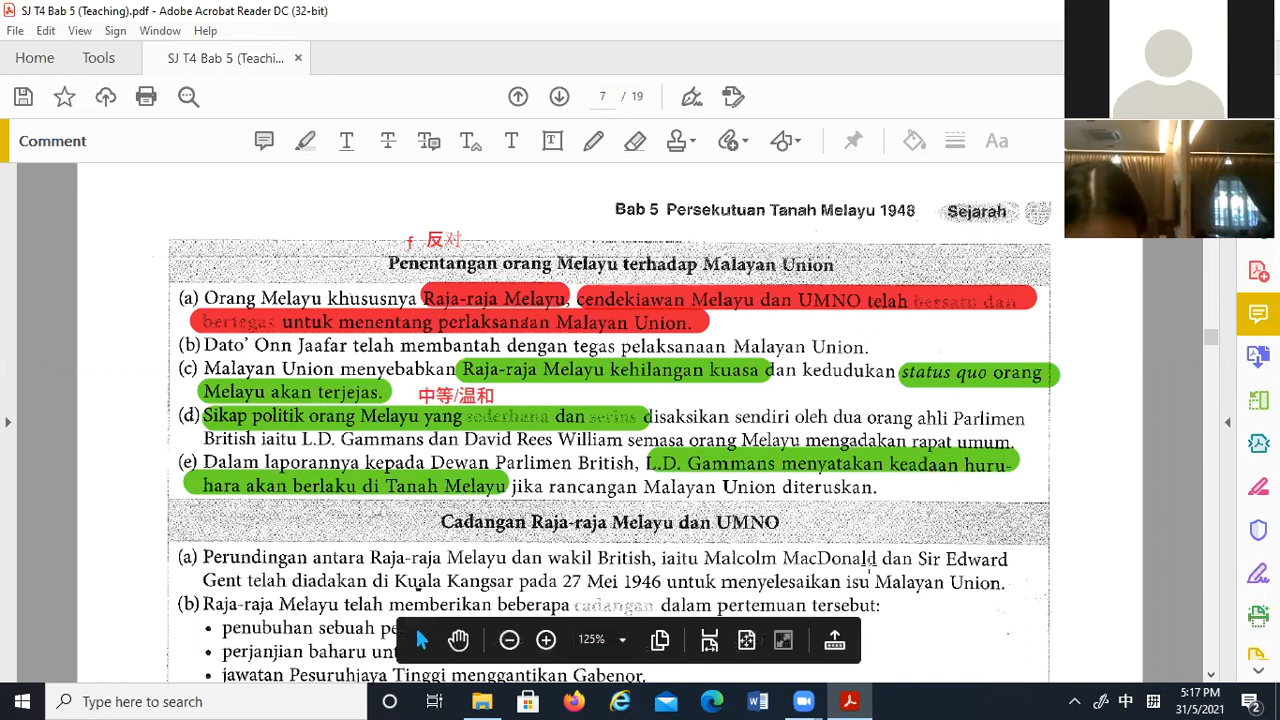 SJ T4 Bab 5 (Teaching).pdf - Adobe Acrobat Reader DC (32-bit)
File Edit View Sign Window Help
Home Tools SJ T4 Bab 5 (Teachi... ×
7 / 19
Comment
Aa
Bab 5 Persekutuan Tanah Melayu 1948 Sejarah
f 反对
Penentangan orang Melayu terhadap Malayan Union
(a) Orang Melayu khususnya Raja-raja Melayu, cendekiawan Melayu dan UMNO telah bersatu dan
bertegas untuk menentang perlaksanaan Malayan Union.
(b) Dato' Onn Jaafar telah membantah dengan tegas pelaksanaan Malayan Union.
(c) Malayan Union menyebabkan Raja-raja Melayu kehilangan kuasa dan kedudukan status quo orang
Melayu akan terjejas.
中等/温和
(d) Sikap politik orang Melayu yang sederhana dan serius disaksikan sendiri oleh dua orang ahli Parlimen
British iaitu L.D. Gammans dan David Rees William semasa orang Melayu mengadakan rapat umum.
(e) Dalam laporannya kepada Dewan Parlimen British, L.D. Gammans menyatakan keadaan huru-
hara akan berlaku di Tanah Melayu jika rancangan Malayan Union diteruskan.
Cadangan Raja-raja Melayu dan UMNO
(a) Perundingan antara Raja-raja Melayu dan wakil British, iaitu Malcolm MacDonald dan Sir Edward
Gent telah diadakan di Kuala Kangsar pada 27 Mei 1946 untuk menyelesaikan isu Malayan Union.
(b) Raja-raja Melayu telah memberikan beberapa cadangan dalam pertemuan tersebut:
• penubuhan sebuah pe
• perjanjian baharu unt
• jawatan Pesuruhjaya Tinggi menggantikan Gabenor.
125%
Type here to search
中 拼
5:17 PM
31/5/2021
2